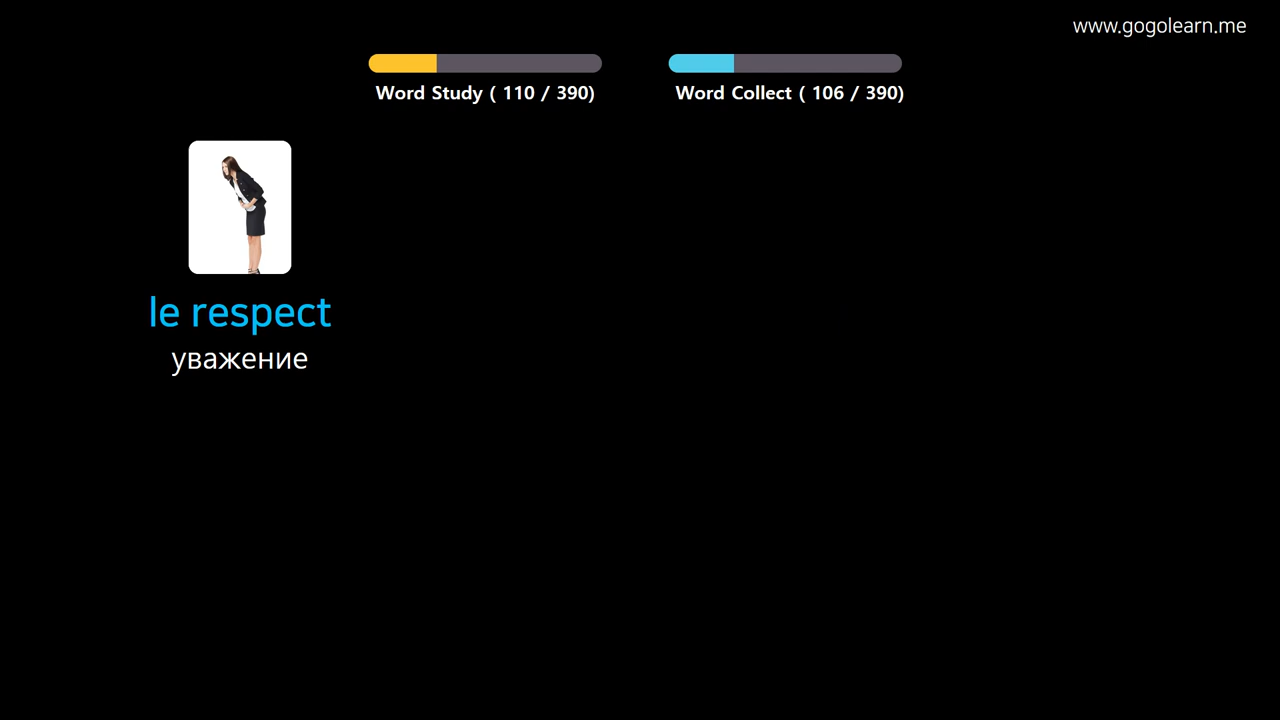 www.gogolearn.me
Word Study ( 110 / 390)
Word Collect ( 106 / 390)
le respect
уважение